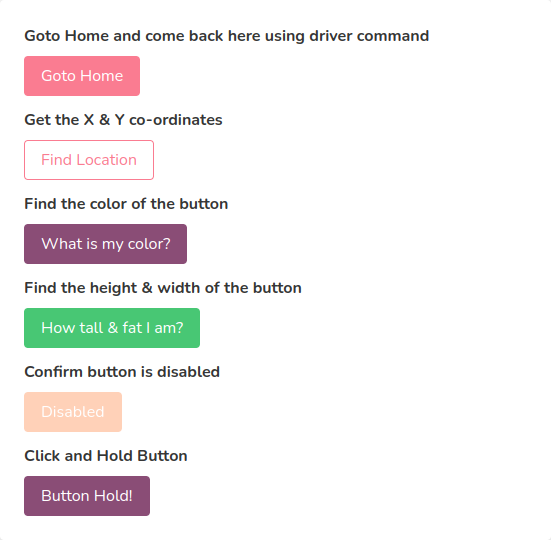 Goto Home and come back here using driver command
Goto Home
Get the X & Y co-ordinates
Find Location
Find the color of the button
What is my color?
Find the height & width of the button
How tall & fat I am?
Confirm button is disabled
Disabled
Click and Hold Button
Button Hold!